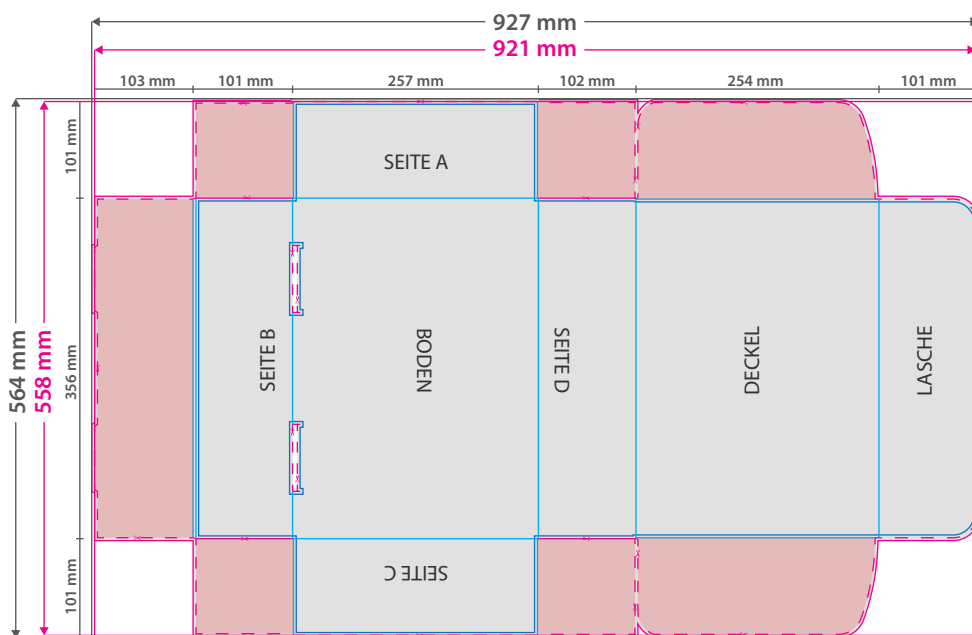 927 mm
921 mm
103 mm
101 mm
257 mm
102 mm
254 mm
101 mm
564 mm
558 mm
101 mm
356 mm
101 mm
SEITE A
SEITE B
BODEN
SEITE D
DECKEL
LASCHE
SEITE C